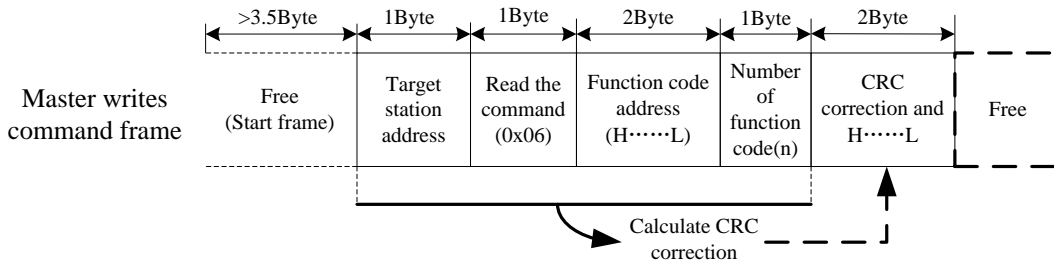 >3.5Byte
1Byte
1Byte
2Byte
1Byte
2Byte
Master writes
command frame
Free
(Start frame)
Target
station
address
Read the
command
(0x06)
Function code
address
(H⋯⋯L)
Number
of
function
code(n)
CRC
correction and
H⋯⋯L
Free
Calculate CRC
correction